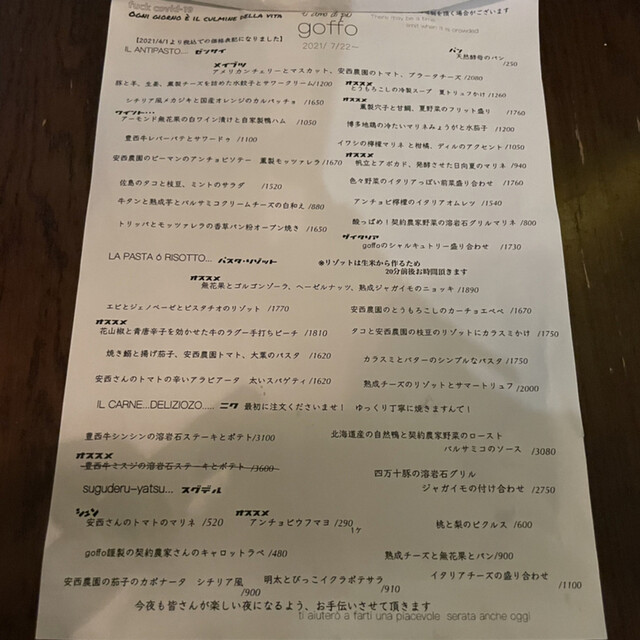 fuck covid-19
OGNI GIORNO È IL CULMINE DELLA VITA
goffo
2021/ 7/22~
【2021/4/1より税込での価格表記になりました】
IL ANTIPASTO... ゼンサイ
パン
天然酵母のパン /250
メイブツ
アメリカンチェリーとマスカット、安西農園のトマト、ブラータチーズ /2080
豚と羊、生姜、薫製チーズを詰めた水餃子とサワークリーム/1200
オススメ
とうもろこしの冷製スープ 夏トリュフかけ /1260
シチリア風メカジキと国産オレンジのカルパッチョ /1650
オススメ
薫製穴子と甘鯛、夏野菜のフリット盛り /1760
アーモンド無花果の白ワイン漬けと自家製鴨ハム /1050
博多地鶏の冷たいマリネみょうがと水茄子 /1200
豊西牛レバーパテとサワードゥ /1100
イワシの檸檬マリネ と柑橘、ディルのアクセント /1050
安西農園のピーマンのアンチョビソテー 薫製モッツァレラ /1670
オススメ
帆立とアボカド、発酵させた日向夏のマリネ /940
佐島のタコと枝豆、ミントのサラダ /1520
色々野菜のイタリアっぽい前菜盛り合わせ /1760
牛タンと熟成芋とバルサミコクリームチーズの白和え /880
アンチョビ檸檬のイタリアオムレツ /1540
トリッパとモッツァレラの香草パン粉オーブン焼き /1650
酸っぱめ！契約農家野菜の溶岩石グリルマリネ /800
ザイタリア
goffoのシャルキュトリー盛り合わせ /1730
LA PASTA ó RISOTTO... パスタ・リゾット
※リゾットは生米から作るため
20分前後お時間頂きます
オススメ
無花果とゴルゴンゾーラ、ヘーゼルナッツ、熟成ジャガイモのニョッキ /1890
エビとジェノベーゼとピスタチオのリゾット /1770
安西農園のとうもろこしのカーチョエペペ /1670
オススメ
花山椒と青唐辛子を効かせた牛のラグー手打ちピーチ /1810
タコと安西農園の枝豆のリゾットにカラスミかけ /1750
焼き鯵と揚げ茄子、安西農園トマト、大葉のパスタ /1620
カラスミとバターのシンプルなパスタ /1750
安西さんのトマトの辛いアラビアータ 太いスパゲティ /1620
熟成チーズのリゾットとサマートリュフ /2000
IL CARNE...DELIZIOZO..... ニク 最初に注文くださいませ！ ゆっくり丁寧に焼きますんで！
豊西牛シンシンの溶岩石ステーキとポテト/3100
北海道産の自然鴨と契約農家野菜のロースト
バルサミコのソース /3080
オススメ
豊西牛ミスジの溶岩石ステーキとポテト /3600
四万十豚の溶岩石グリル
ジャガイモの付け合わせ /2750
suguderu-yatsu... スグデル
シュン
安西さんのトマトのマリネ /520
オススメ
アンチョビウフマヨ /290
1ヶ
桃と梨のピクルス /600
goffo謹製の契約農家さんのキャロットラペ /480
熟成チーズと無花果とパン/900
安西農園の茄子のカポナータ シチリア風 /900
明太とびっこイクラポテサラ /910
イタリアチーズの盛り合わせ /1100
今夜も皆さんが楽しい夜になるよう、お手伝いさせて頂きます
ti aiuterò a farti una piacevole serata anche oggi